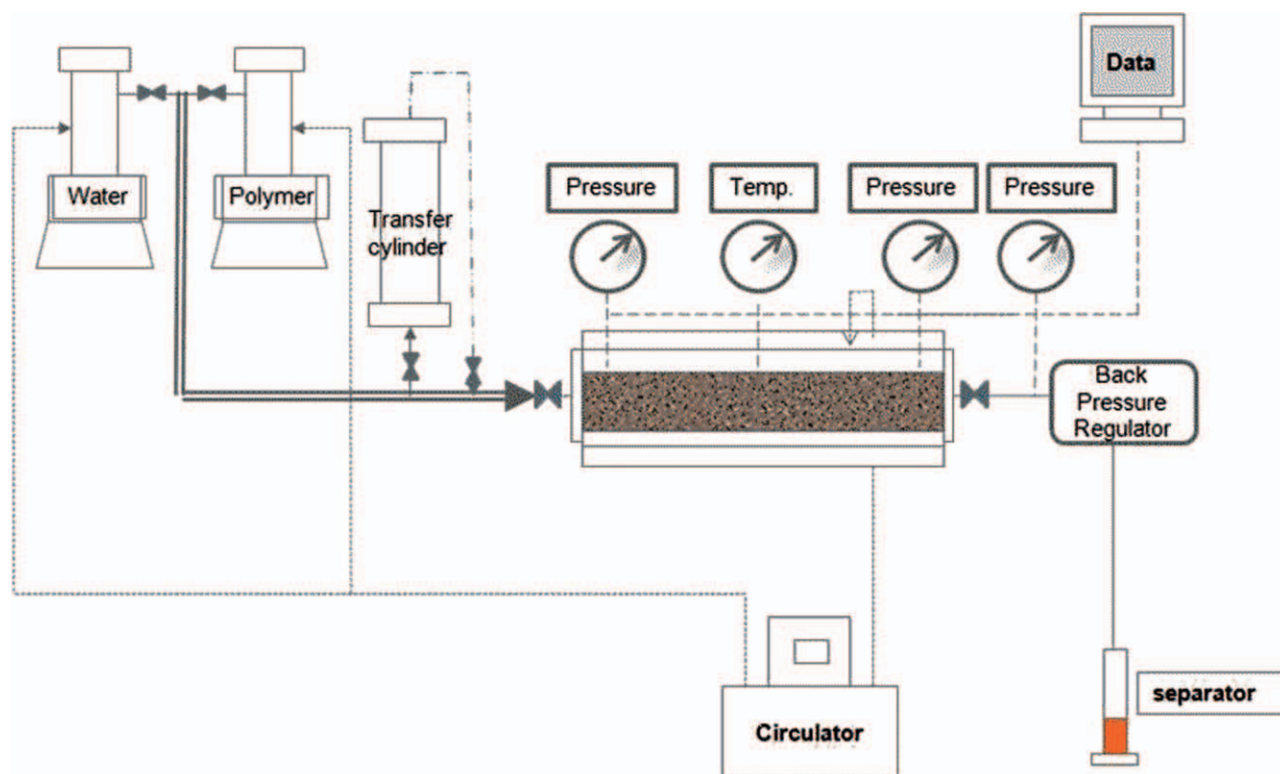 Data
Pressure
Temp.
Pressure
Pressure
Water
Polymer
Transfer
cylinder
Back
Pressure
Regulator
separator
Circulator